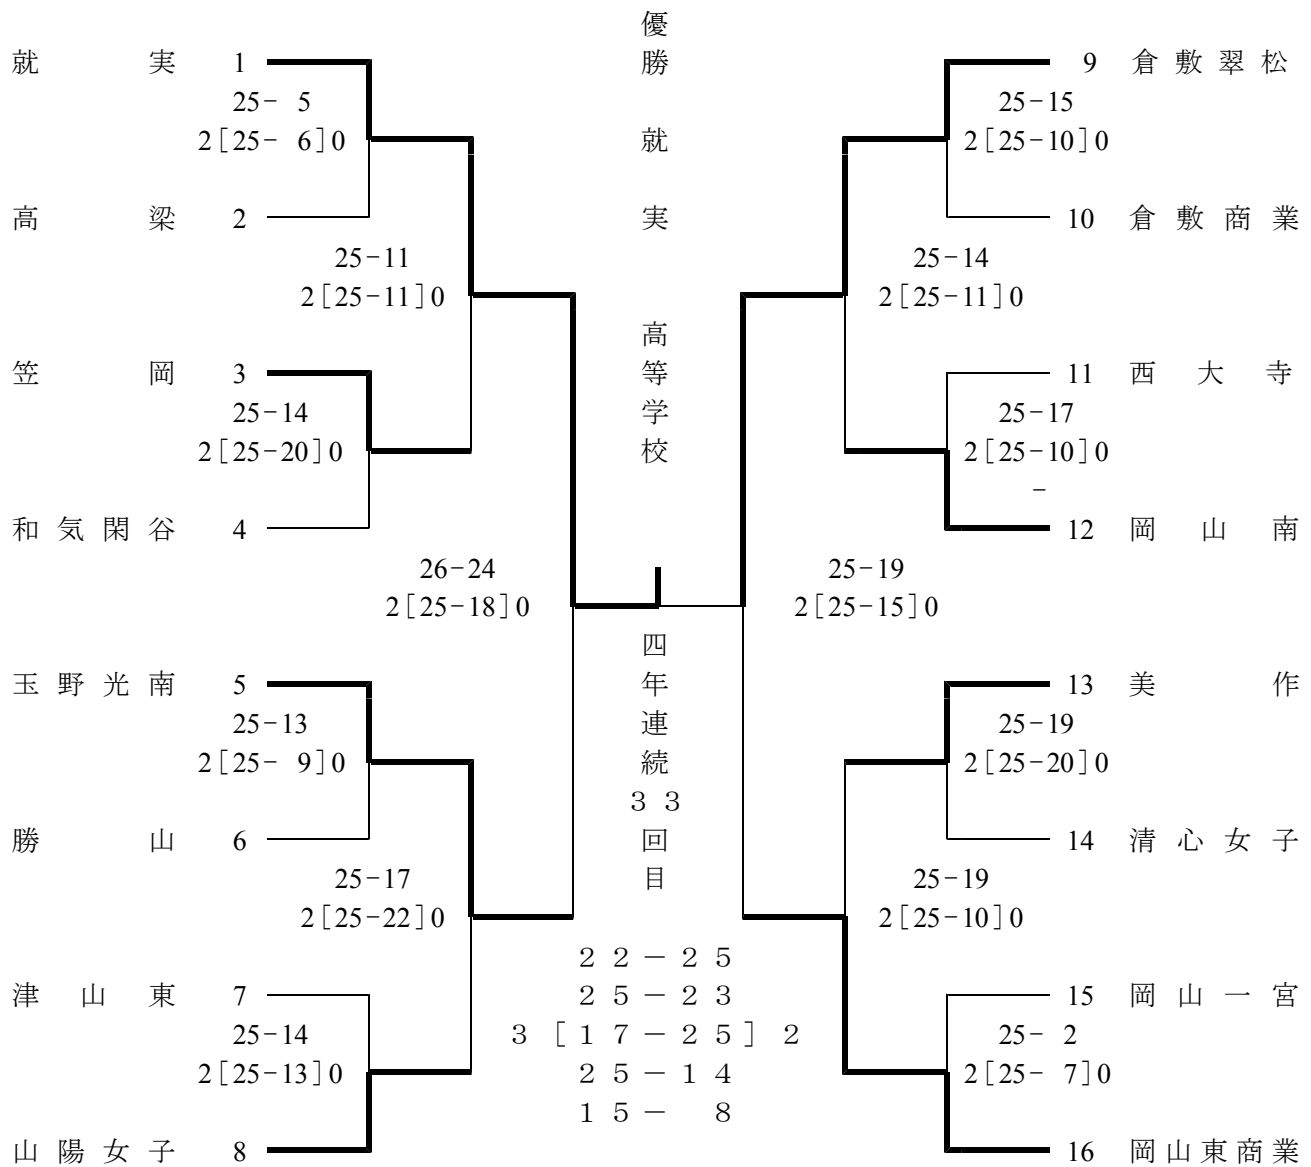 優勝 就実 高等学校
四年連続33回目
就実 1
25- 5
2[25- 6]0
高梁 2
25-11
2[25-11]0
笠岡 3
25-14
2[25-20]0
和気閑谷 4
26-24
2[25-18]0
玉野光南 5
25-13
2[25- 9]0
勝山 6
25-17
2[25-22]0
津山東 7
25-14
2[25-13]0
山陽女子 8
22-25
25-23
3[17-25]2
25-14
15- 8
9 倉敷翠松
25-15
2[25-10]0
10 倉敷商業
25-14
2[25-11]0
11 西大寺
25-17
2[25-10]0
-
12 岡山南
25-19
2[25-15]0
13 美作
25-19
2[25-20]0
14 清心女子
25-19
2[25-10]0
15 岡山一宮
25- 2
2[25- 7]0
16 岡山東商業